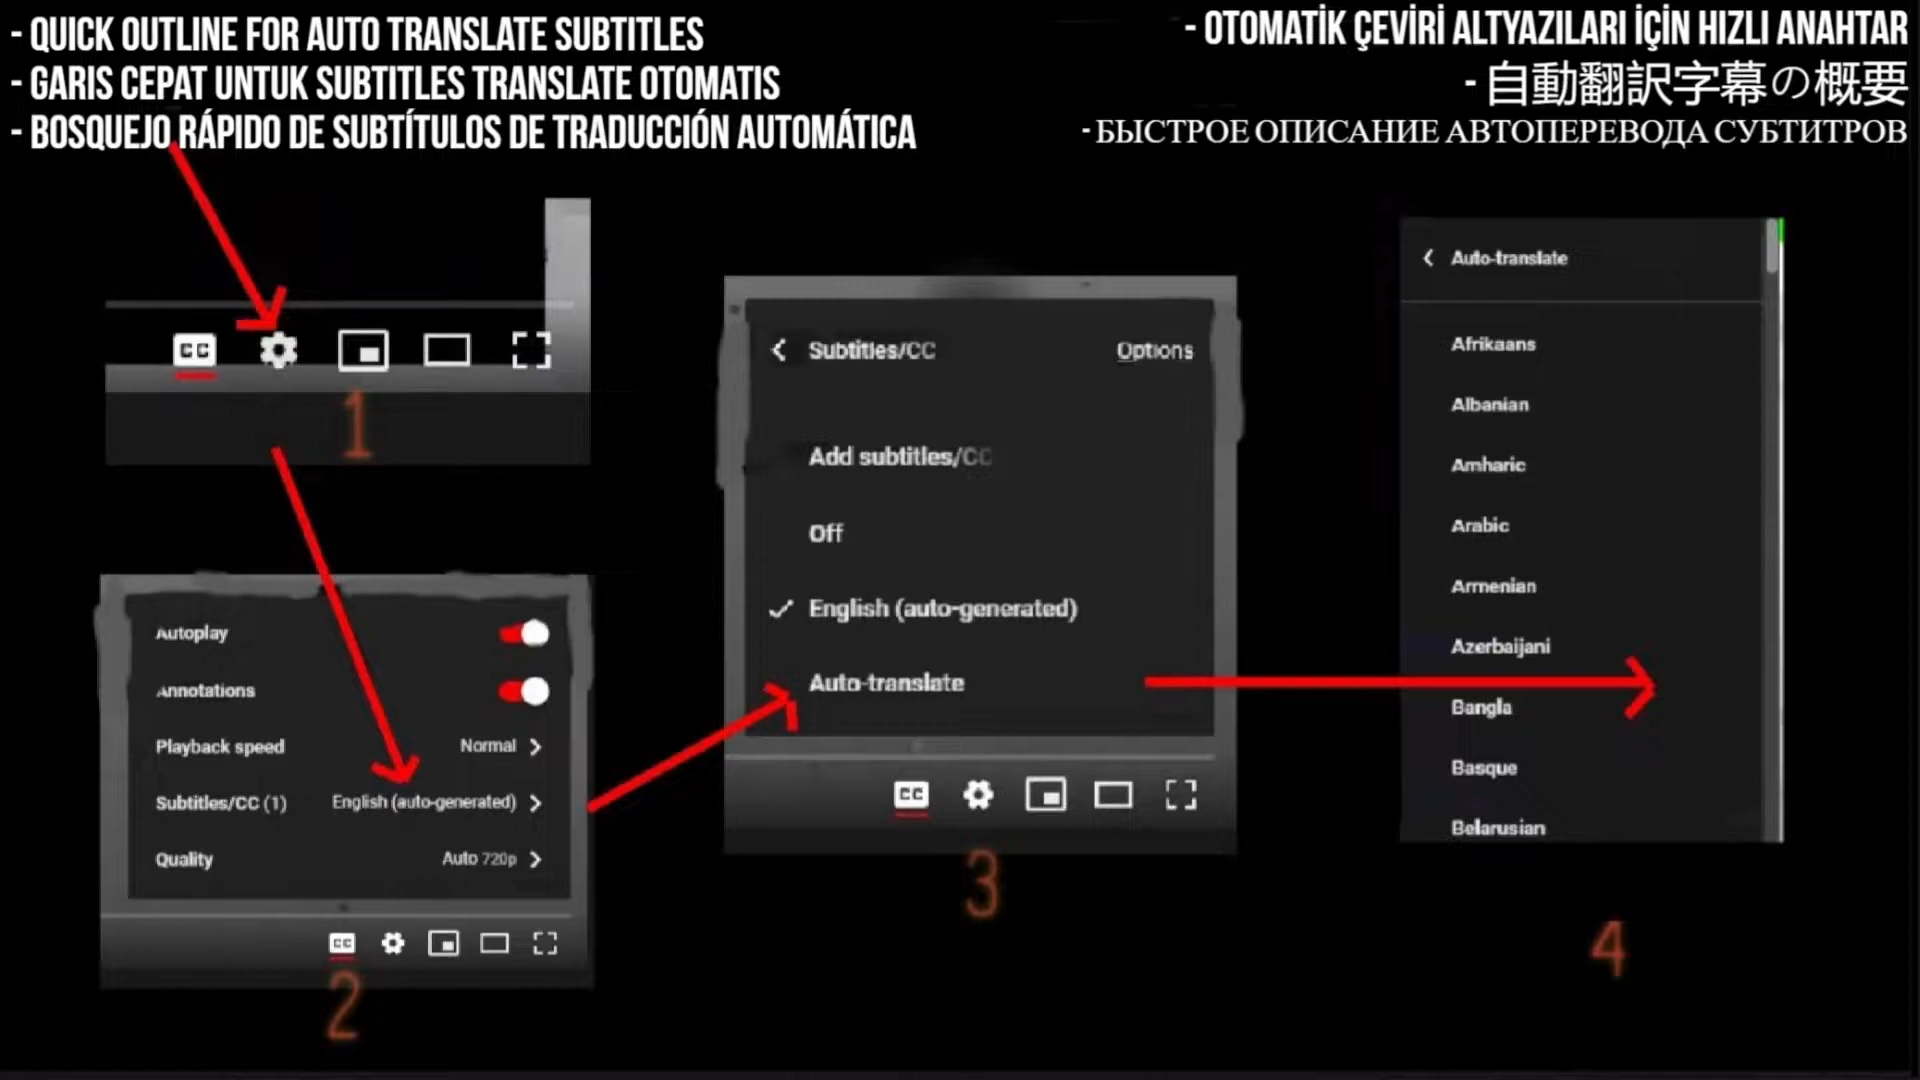 - QUICK OUTLINE FOR AUTO TRANSLATE SUBTITLES
- GARIS CEPAT UNTUK SUBTITLES TRANSLATE OTOMATIS
- BOSQUEJO RÁPIDO DE SUBTÍTULOS DE TRADUCCIÓN AUTOMÁTICA
- OTOMATİK ÇEVİRİ ALTYAZILARI İÇİN HIZLI ANAHTAR
- 自動翻訳字幕の概要
- БЫСТРОЕ ОПИСАНИЕ АВТОПЕРЕВОДА СУБТИТРОВ
CC
1
Autoplay
Annotations
Playback speed Normal
Subtitles/CC (1) English (auto-generated)
Quality Auto 720p
CC
2
Subtitles/CC Options
Add subtitles/CC
Off
English (auto-generated)
Auto-translate
CC
3
Auto-translate
Afrikaans
Albanian
Amharic
Arabic
Armenian
Azerbaijani
Bangla
Basque
Belarusian
4